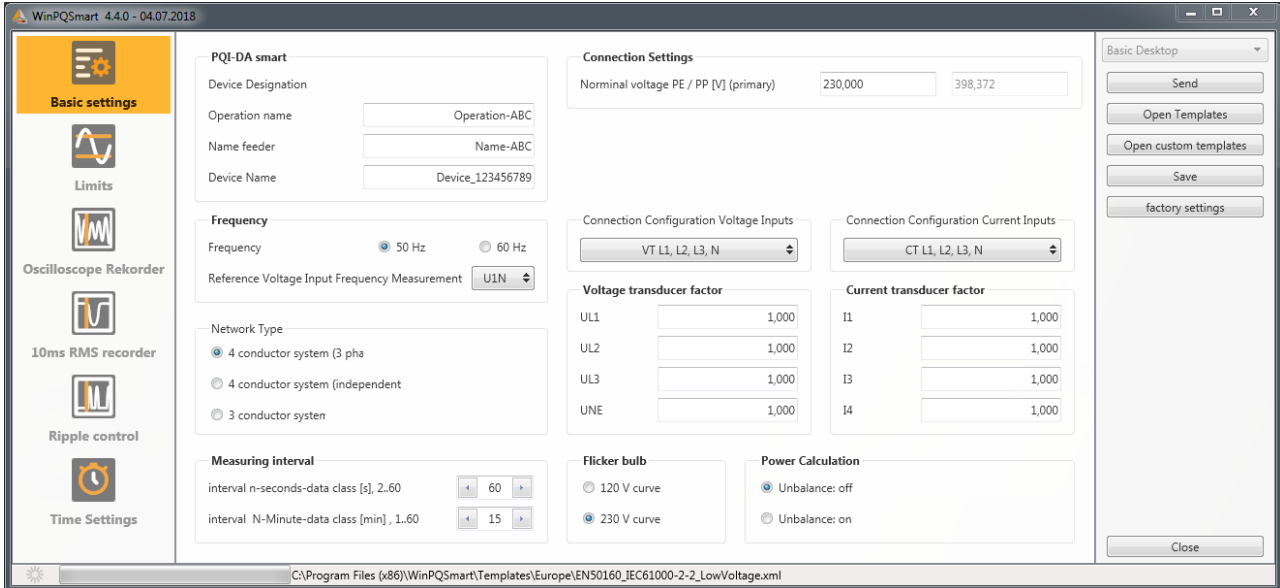 WinPQSmart 4.4.0 - 04.07.2018
Basic settings
Limits
Oscilloscope Rekorder
10ms RMS recorder
Ripple control
Time Settings
PQI-DA smart
Device Designation
Operation name Operation-ABC
Name feeder Name-ABC
Device Name Device_123456789
Connection Settings
Norminal voltage PE / PP [V] (primary) 230,000 398,372
Frequency
Frequency 50 Hz 60 Hz
Reference Voltage Input Frequency Measurement U1N
Connection Configuration Voltage Inputs
VT L1, L2, L3, N
Connection Configuration Current Inputs
CT L1, L2, L3, N
Network Type
4 conductor system (3 pha
4 conductor system (independent
3 conductor system
Voltage transducer factor
UL1 1,000
UL2 1,000
UL3 1,000
UNE 1,000
Current transducer factor
I1 1,000
I2 1,000
I3 1,000
I4 1,000
Measuring interval
interval n-seconds-data class [s], 2..60 60
interval N-Minute-data class [min] , 1..60 15
Flicker bulb
120 V curve
230 V curve
Power Calculation
Unbalance: off
Unbalance: on
Basic Desktop
Send
Open Templates
Open custom templates
Save
factory settings
Close
C:\Program Files (x86)\WinPQSmart\Templates\Europe\EN50160_IEC61000-2-2_LowVoltage.xml